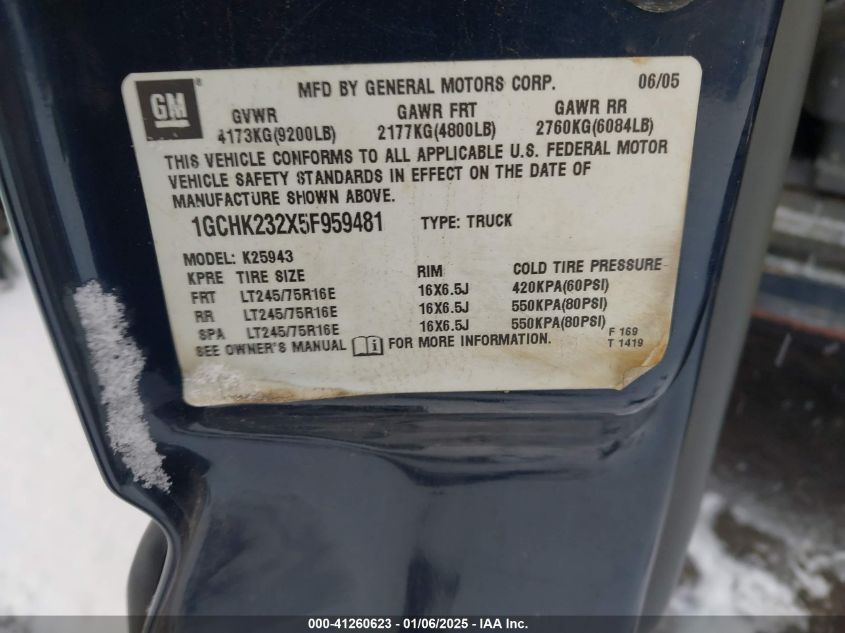 GM®
MFD BY GENERAL MOTORS CORP. 06/05
GVWR GAWR FRT GAWR RR
4173KG(9200LB) 2177KG(4800LB) 2760KG(6084LB)
THIS VEHICLE CONFORMS TO ALL APPLICABLE U.S. FEDERAL MOTOR
VEHICLE SAFETY STANDARDS IN EFFECT ON THE DATE OF
MANUFACTURE SHOWN ABOVE.
1GCHK232X5F959481 TYPE: TRUCK
MODEL: K25943
KPRE TIRE SIZE RIM COLD TIRE PRESSURE
FRT LT245/75R16E 16X6.5J 420KPA(60PSI)
RR LT245/75R16E 16X6.5J 550KPA(80PSI)
SPA LT245/75R16E 16X6.5J 550KPA(80PSI)
SEE OWNER'S MANUAL i FOR MORE INFORMATION.
F 169
T 1419
000-41260623 - 01/06/2025 - IAA Inc.